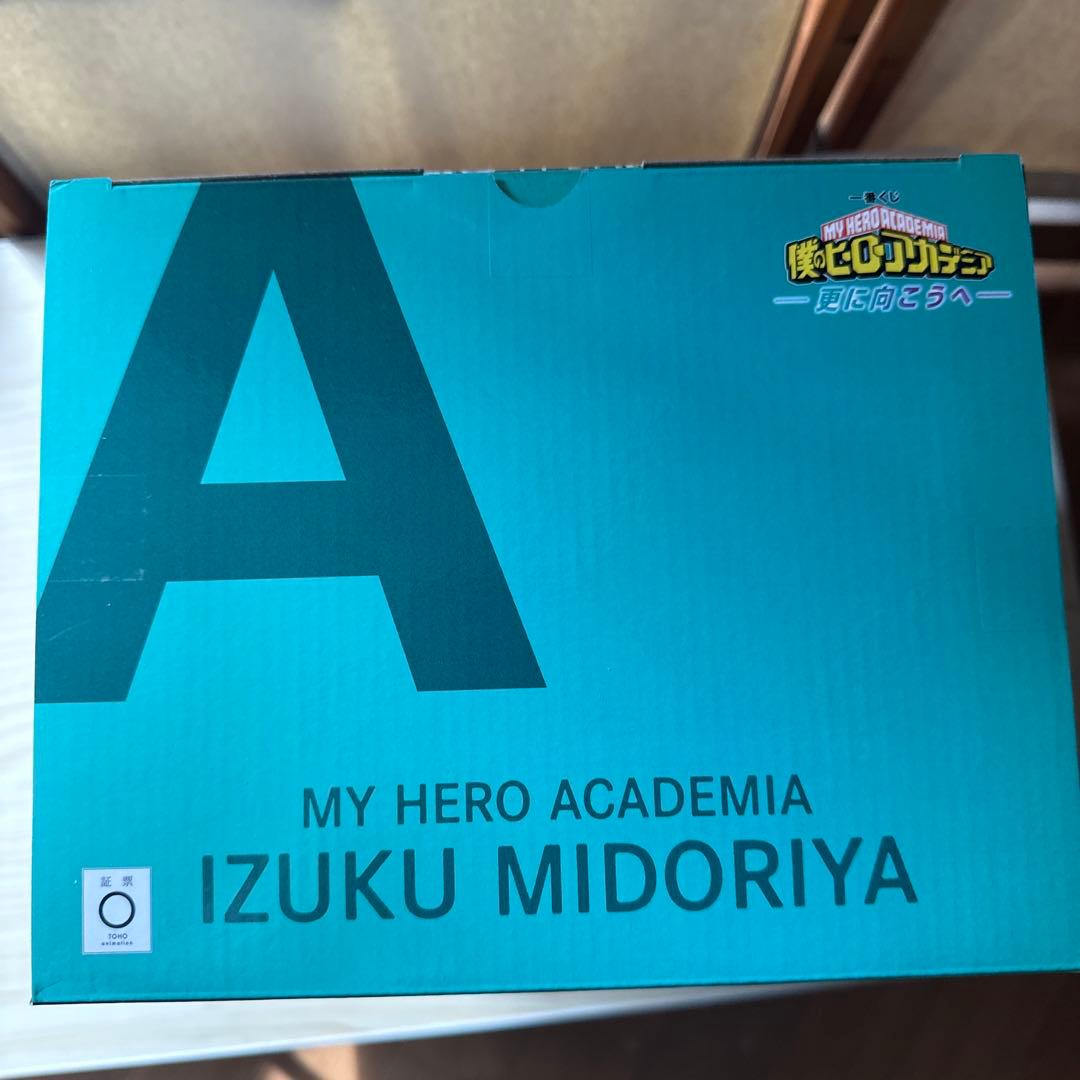 A
一番くじ
MY HERO ACADEMIA
僕のヒーローアカデミア
更に向こうへ
MY HERO ACADEMIA
IZUKU MIDORIYA
証 票
TOHO
animation